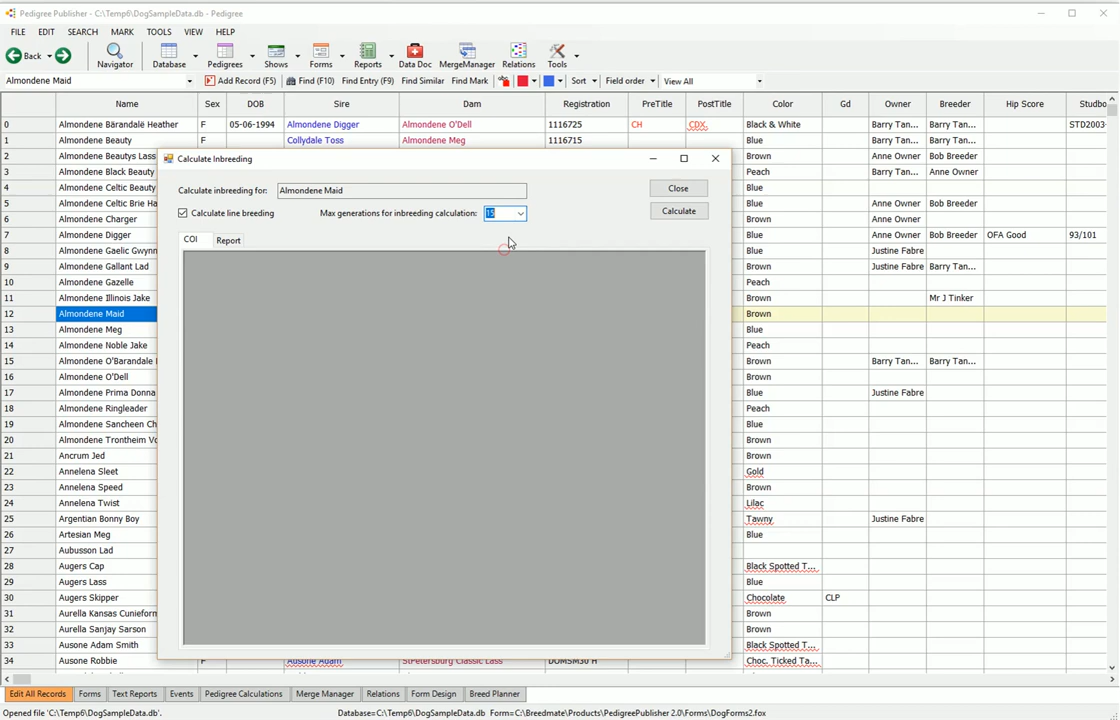 Pedigree Publisher - C:\Temp6\DogSampleData.db - Pedigree
FILE EDIT SEARCH MARK TOOLS VIEW HELP
Back Navigator Database Pedigrees Shows Forms Reports Data Doc MergeManager Relations Tools
Almondene Maid Add Record (F5) Find (F10) Find Entry (F9) Find Similar Find Mark Sort Field order View All
Name Sex DOB Sire Dam Registration PreTitle PostTitle Color Gd Owner Breeder Hip Score Studbo
0 Almondene Bärandalë Heather F 05-06-1994 Almondene Digger Almondene O'Dell 1116725 CH CDX, Black & White Barry Tan... Barry Tan... STD2003-
1 Almondene Beauty F Collydale Toss Almondene Meg 1116715 Blue Barry Tan... Barry Tan...
2 Almondene Beautys Lass Brown Anne Owner Bob Breeder
3 Almondene Black Beauty Peach Barry Tan... Anne Owner
4 Almondene Celtic Beauty Blue
5 Almondene Celtic Brie Ha Blue Anne Owner Bob Breeder
6 Almondene Charger Brown Anne Owner
7 Almondene Digger Blue Anne Owner Bob Breeder OFA Good 93/101
8 Almondene Gaelic Gwynn Blue Justine Fabre
9 Almondene Gallant Lad Brown Justine Fabre Barry Tan...
10 Almondene Gazelle Peach
11 Almondene Illinois Jake Brown Mr J Tinker
12 Almondene Maid Brown
13 Almondene Meg Blue
14 Almondene Noble Jake Peach
15 Almondene O'Barandale Brown Barry Tan... Barry Tan...
16 Almondene O'Dell Brown
17 Almondene Prima Donna Blue Justine Fabre
18 Almondene Ringleader Peach
19 Almondene Sancheen Ch Blue
20 Almondene Trontheim Vo Brown
21 Ancrum Jed Brown
22 Annelena Sleet Gold
23 Annelena Speed Brown
24 Annelena Twist Lilac
25 Argentian Bonny Boy Tawny Justine Fabre
26 Artesian Meg Blue
27 Aubusson Lad
28 Augers Cap Black Spotted T...
29 Augers Lass Blue
30 Augers Skipper Chocolate CLP
31 Aurella Kansas Cunieform Brown
32 Aurella Sanjay Sarson Brown
33 Ausone Adam Smith Black Spotted T...
34 Ausone Robbie F Ausone Adam StPetersburg Classic Lass DOMSM30 H Choc. Ticked Ta...
Calculate Inbreeding
Calculate inbreeding for: Almondene Maid Close
Calculate line breeding Max generations for inbreeding calculation: 15 Calculate
COI Report
Edit All Records Forms Text Reports Events Pedigree Calculations Merge Manager Relations Form Design Breed Planner
Opened file 'C:\Temp6\DogSampleData.db'. Database=C:\Temp6\DogSampleData.db Form=C:\Breedmate\Products\PedigreePublisher 2.0\Forms\DogForms2.fox